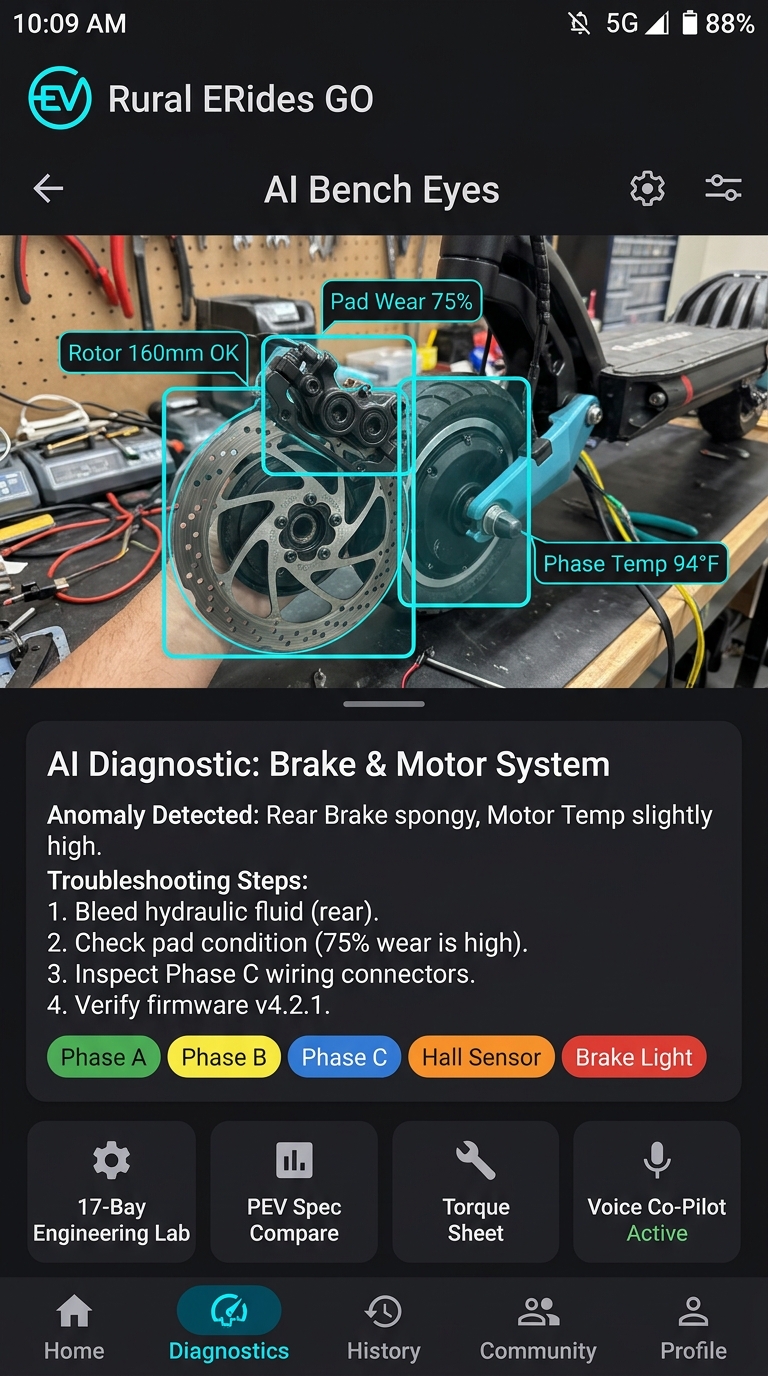 10:09 AM
5G 88%
EV Rural ERides GO
AI Bench Eyes
Pad Wear 75%
Rotor 160mm OK
Phase Temp 94°F
AI Diagnostic: Brake & Motor System
Anomaly Detected: Rear Brake spongy, Motor Temp slightly
high.
Troubleshooting Steps:
1. Bleed hydraulic fluid (rear).
2. Check pad condition (75% wear is high).
3. Inspect Phase C wiring connectors.
4. Verify firmware v4.2.1.
Phase A
Phase B
Phase C
Hall Sensor
Brake Light
17-Bay
Engineering Lab
PEV Spec
Compare
Torque
Sheet
Voice Co-Pilot
Active
Home
Diagnostics
History
Community
Profile